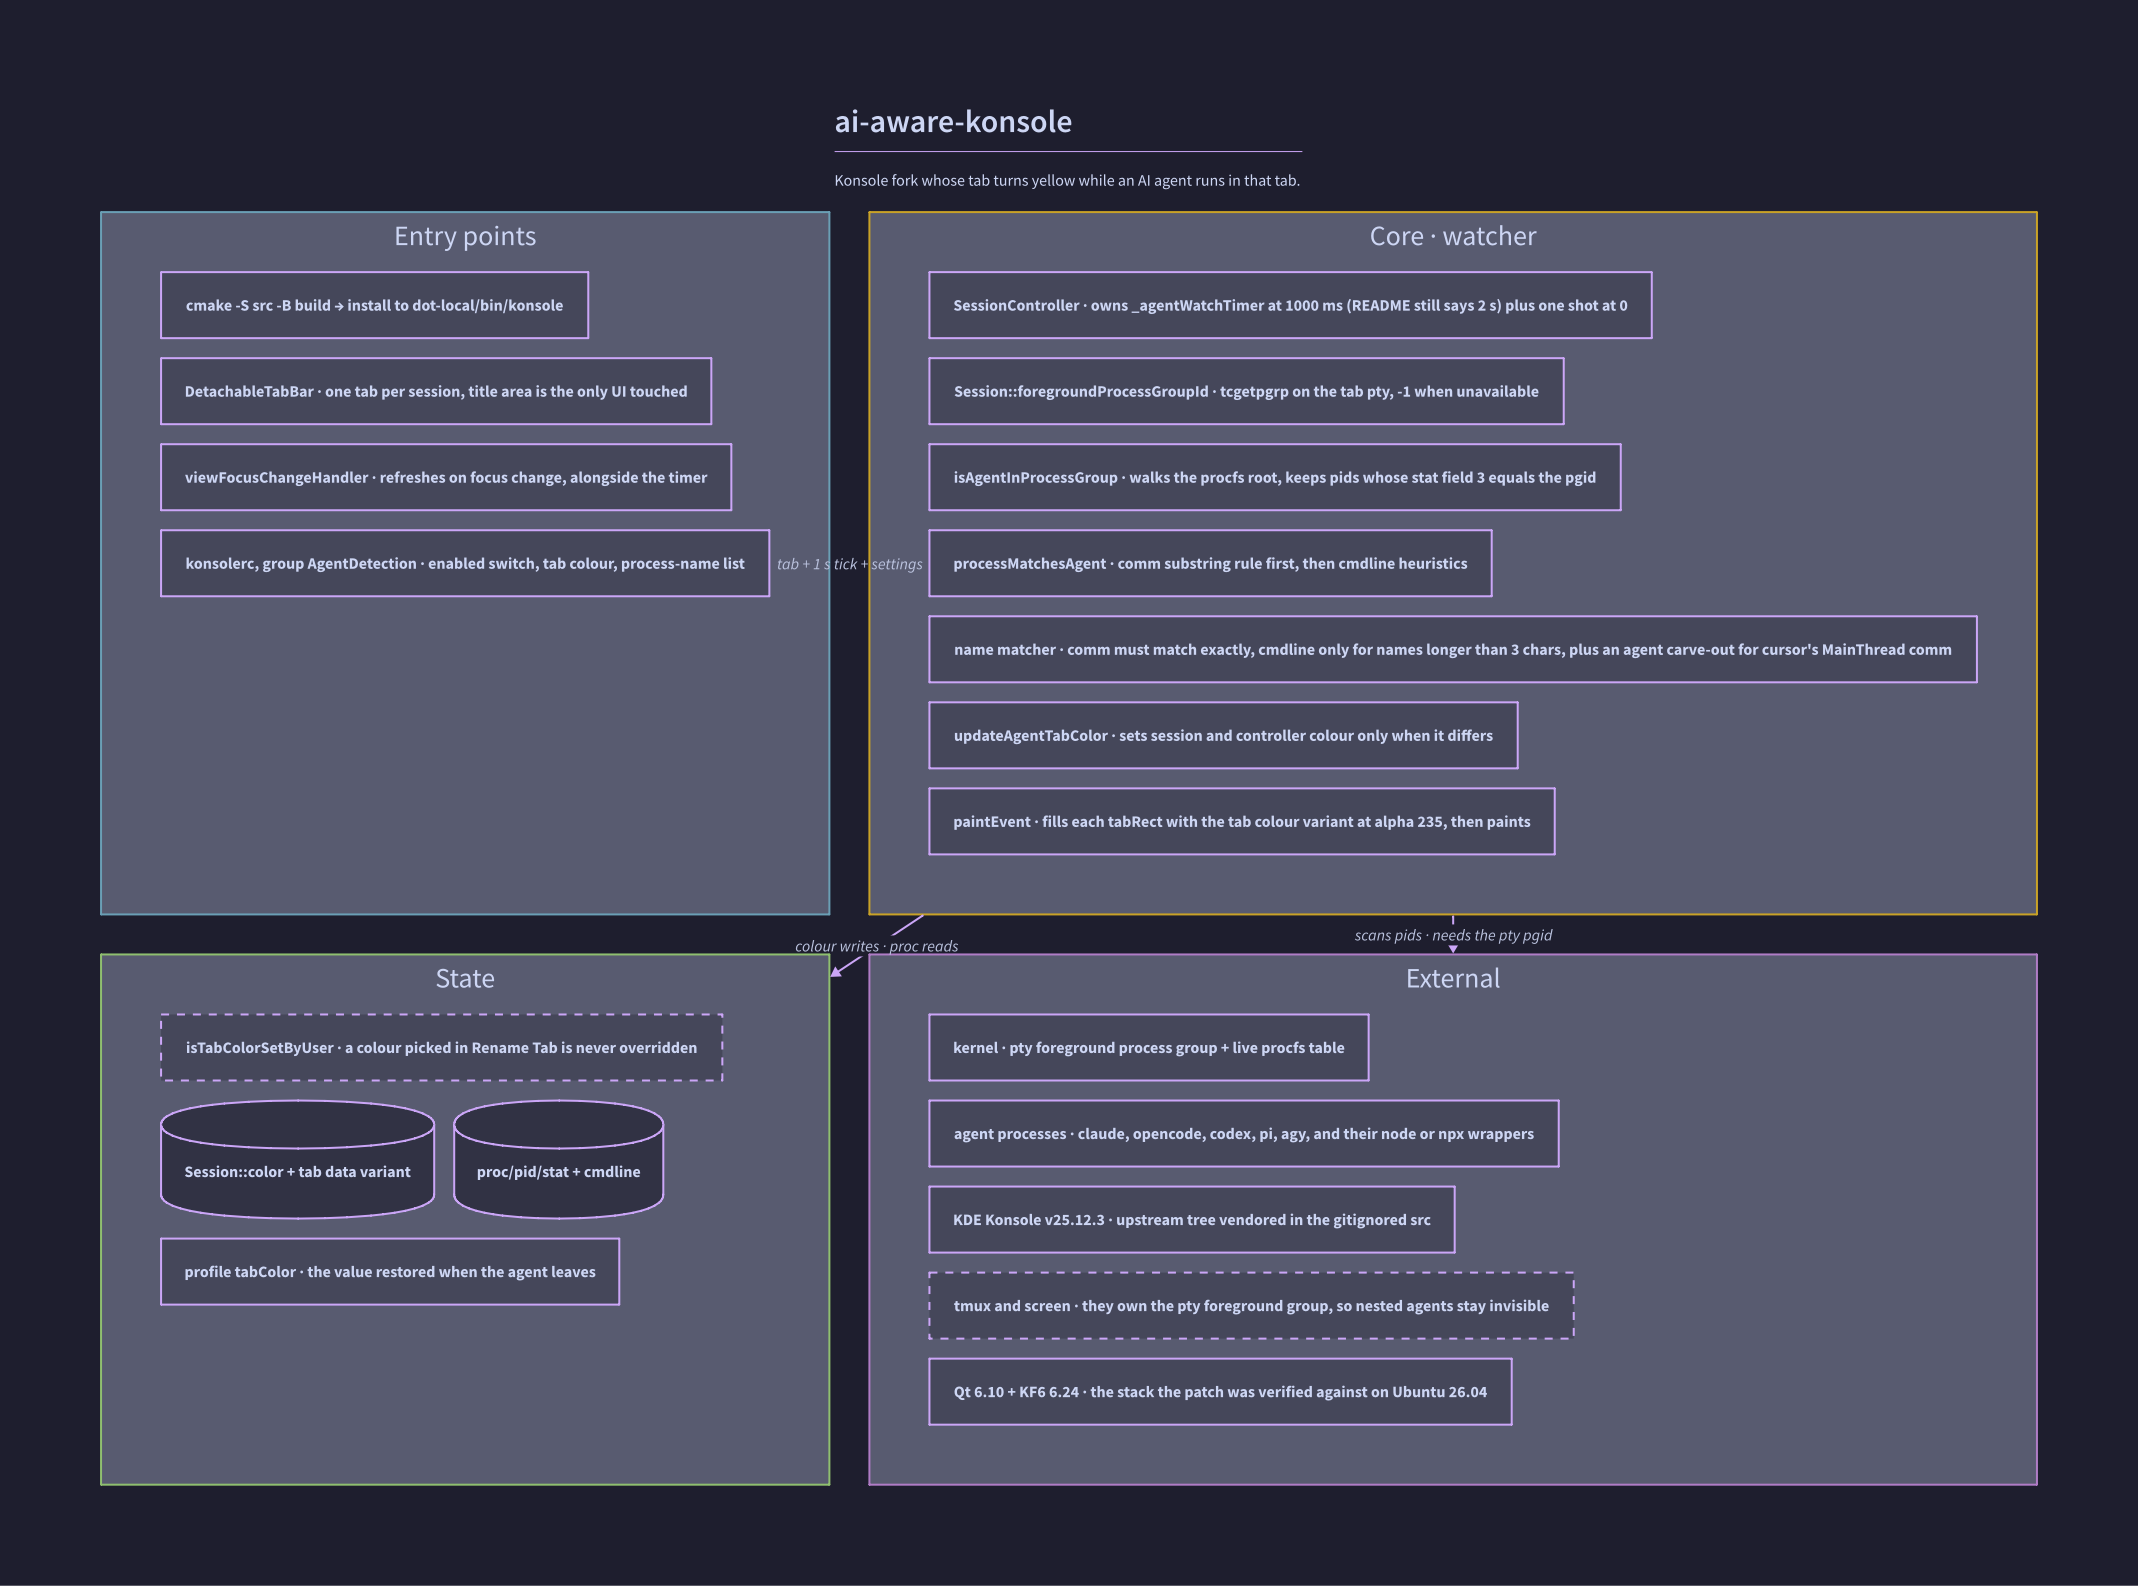 ai-aware-konsole
Konsole fork whose tab turns yellow while an AI agent runs in that tab.
Entry points
cmake -S src -B build → install to dot-local/bin/konsole
DetachableTabBar · one tab per session, title area is the only UI touched
viewFocusChangeHandler · refreshes on focus change, alongside the timer
konsolerc, group AgentDetection · enabled switch, tab colour, process-name list
tab + 1 s tick + settings
Core · watcher
SessionController · owns _agentWatchTimer at 1000 ms (README still says 2 s) plus one shot at 0
Session::foregroundProcessGroupId · tcgetpgrp on the tab pty, -1 when unavailable
isAgentInProcessGroup · walks the procfs root, keeps pids whose stat field 3 equals the pgid
processMatchesAgent · comm substring rule first, then cmdline heuristics
name matcher · comm must match exactly, cmdline only for names longer than 3 chars, plus an agent carve-out for cursor's MainThread comm
updateAgentTabColor · sets session and controller colour only when it differs
paintEvent · fills each tabRect with the tab colour variant at alpha 235, then paints
colour writes · proc reads
scans pids · needs the pty pgid
State
isTabColorSetByUser · a colour picked in Rename Tab is never overridden
Session::color + tab data variant
proc/pid/stat + cmdline
profile tabColor · the value restored when the agent leaves
External
kernel · pty foreground process group + live procfs table
agent processes · claude, opencode, codex, pi, agy, and their node or npx wrappers
KDE Konsole v25.12.3 · upstream tree vendored in the gitignored src
tmux and screen · they own the pty foreground group, so nested agents stay invisible
Qt 6.10 + KF6 6.24 · the stack the patch was verified against on Ubuntu 26.04